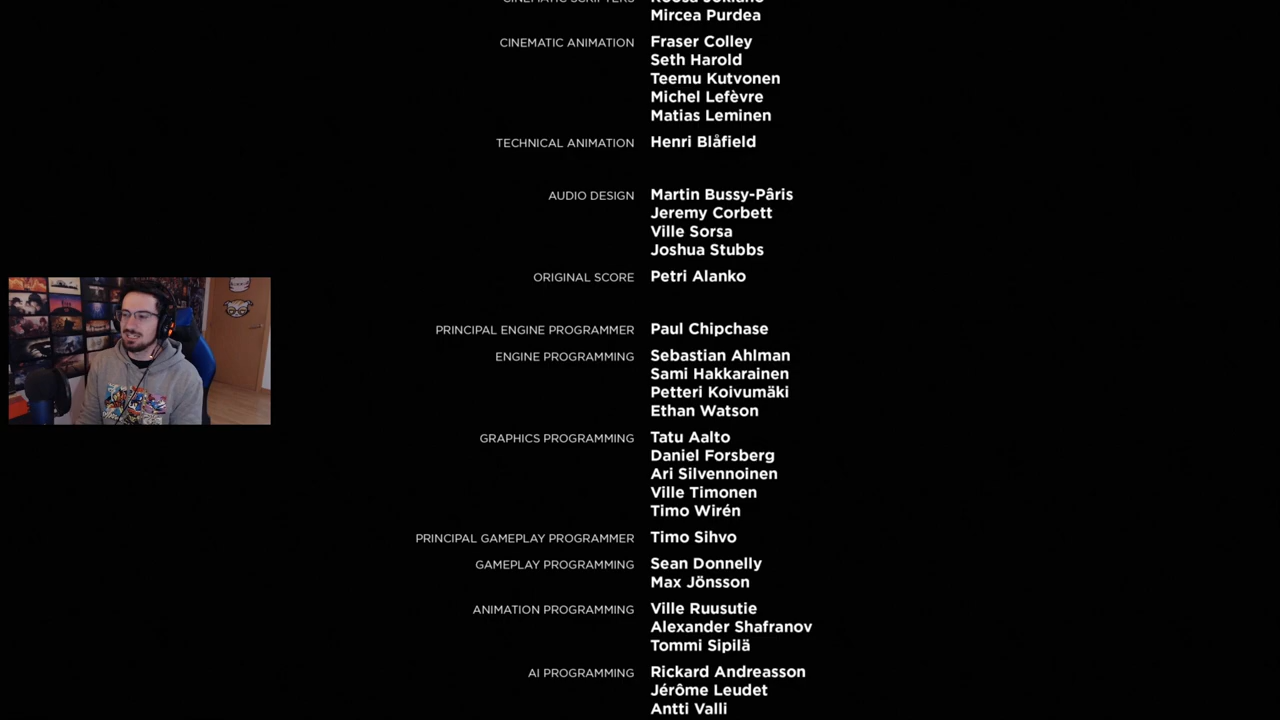 Mircea Purdea
CINEMATIC ANIMATION Fraser Colley
Seth Harold
Teemu Kutvonen
Michel Lefèvre
Matias Leminen
TECHNICAL ANIMATION Henri Blåfield
AUDIO DESIGN Martin Bussy-Pâris
Jeremy Corbett
Ville Sorsa
Joshua Stubbs
ORIGINAL SCORE Petri Alanko
PRINCIPAL ENGINE PROGRAMMER Paul Chipchase
ENGINE PROGRAMMING Sebastian Ahlman
Sami Hakkarainen
Petteri Koivumäki
Ethan Watson
GRAPHICS PROGRAMMING Tatu Aalto
Daniel Forsberg
Ari Silvennoinen
Ville Timonen
Timo Wirén
PRINCIPAL GAMEPLAY PROGRAMMER Timo Sihvo
GAMEPLAY PROGRAMMING Sean Donnelly
Max Jönsson
ANIMATION PROGRAMMING Ville Ruusutie
Alexander Shafranov
Tommi Sipilä
AI PROGRAMMING Rickard Andreasson
Jérôme Leudet
Antti Valli